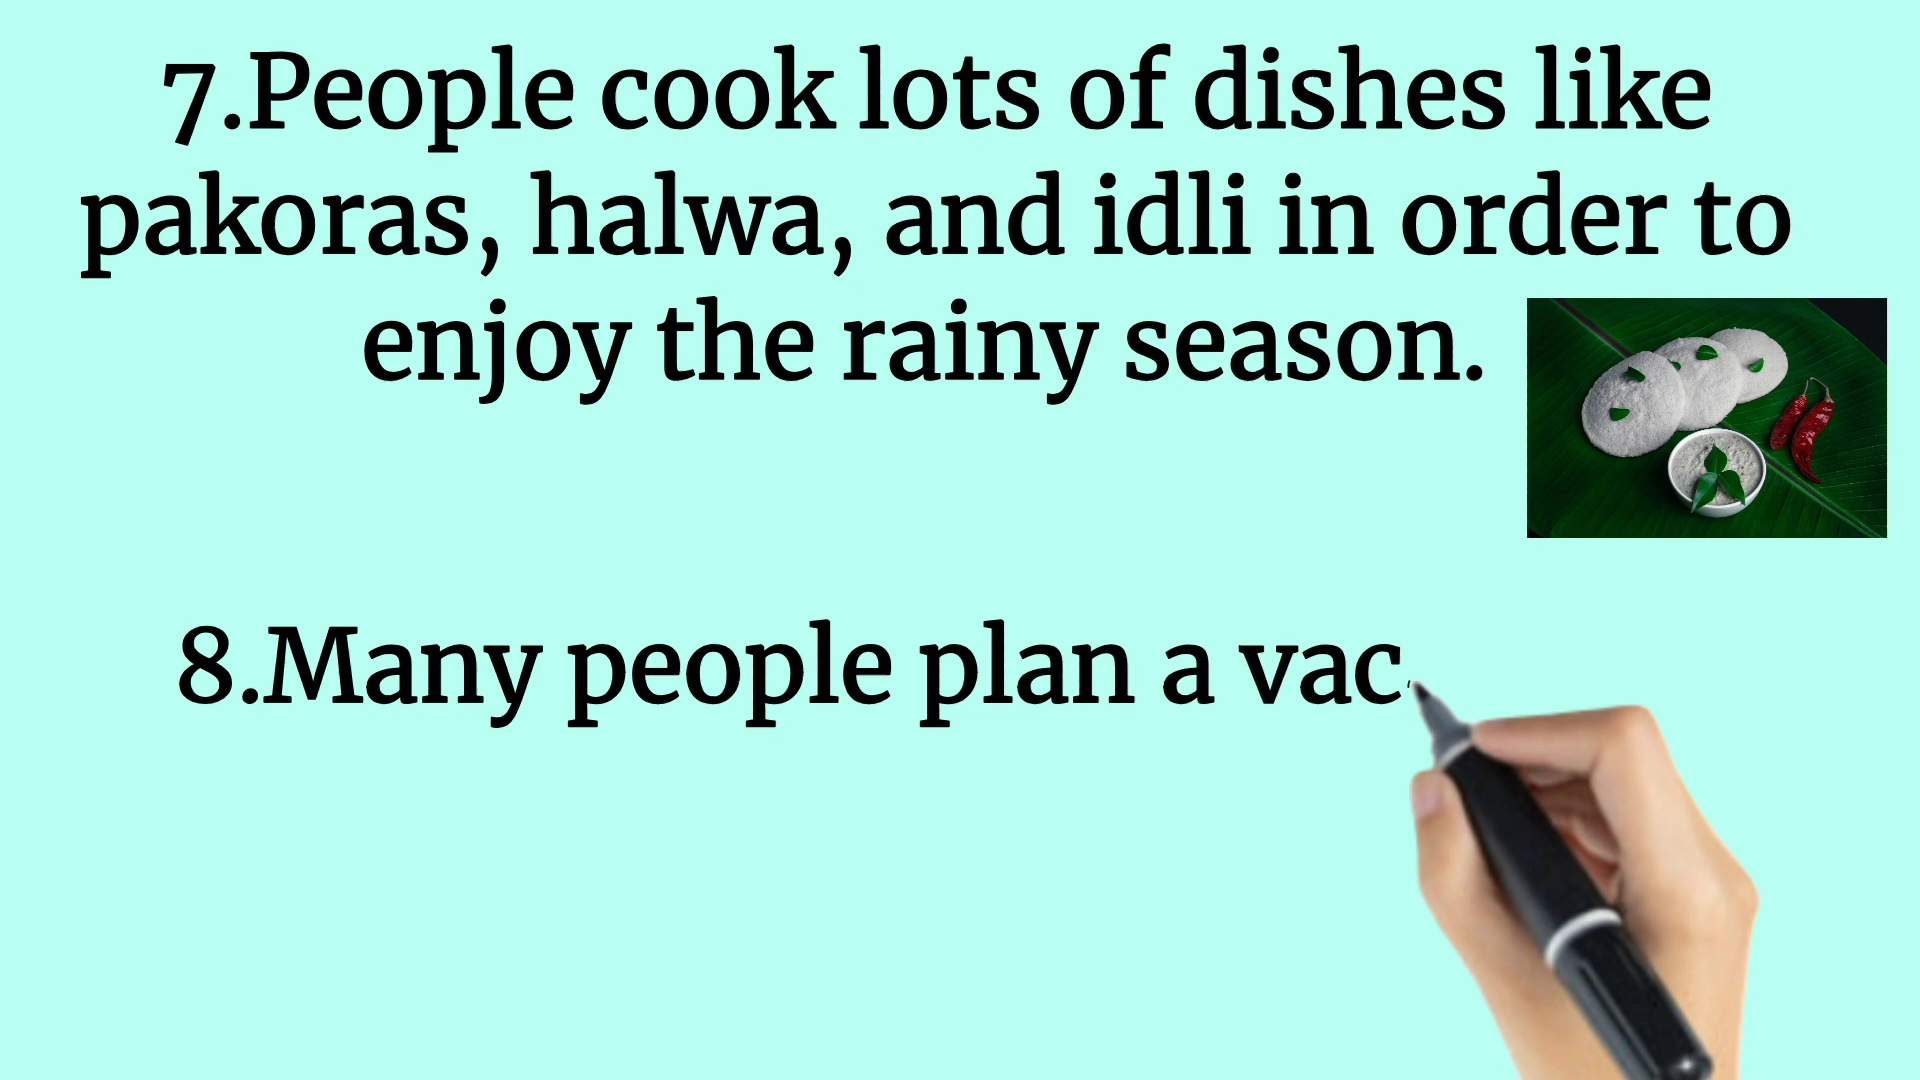 7.People cook lots of dishes like
pakoras, halwa, and idli in order to
enjoy the rainy season.
8.Many people plan a vac